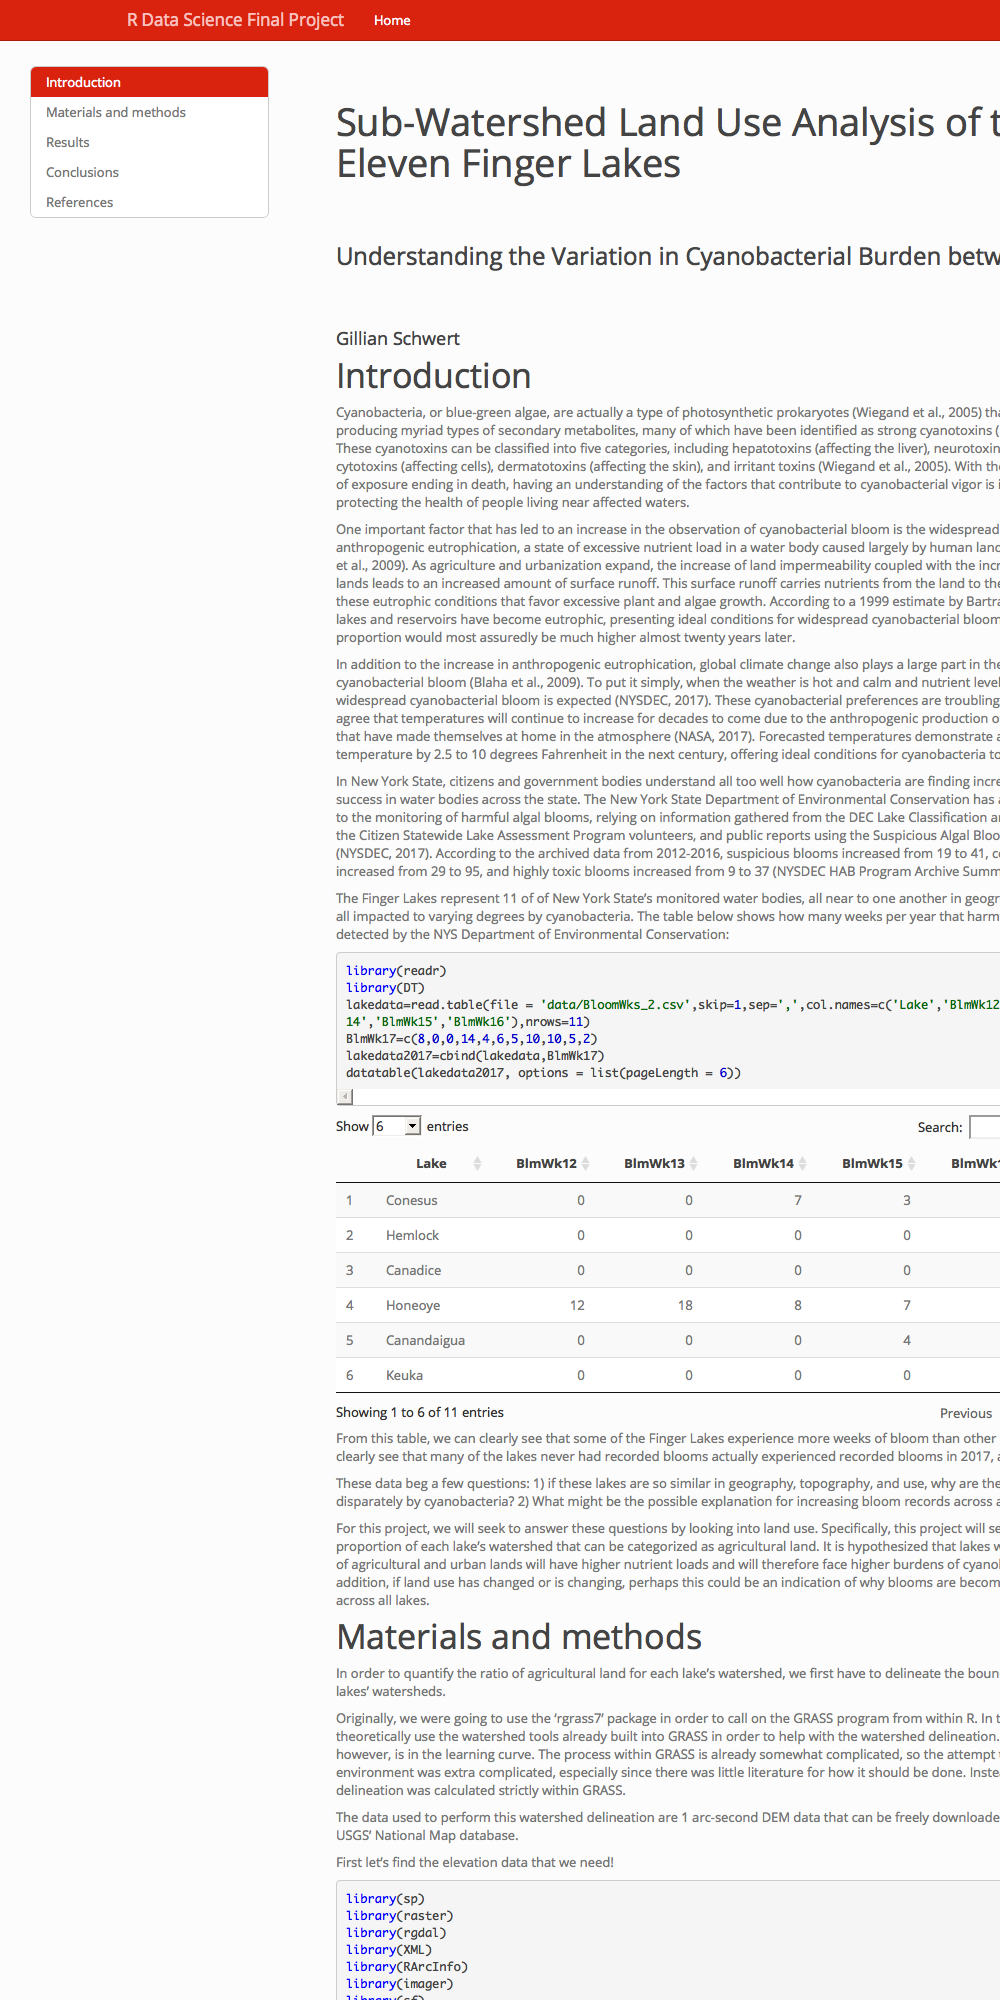 R Data Science Final Project Home
Introduction
Materials and methods
Results
Conclusions
References
Sub-Watershed Land Use Analysis of
Eleven Finger Lakes
Understanding the Variation in Cyanobacterial Burden
Gillian Schwert
Introduction
Cyanobacteria, or blue-green algae, are actually a type of photosynthetic prokaryotes (Wiegand et al., 2005)
producing myriad types of secondary metabolites, many of which have been identified as strong cyanotoxins (
These cyanotoxins can be classified into five categories, including hepatotoxins (affecting the liver),
cytotoxins (affecting cells), dermatotoxins (affecting the skin), and irritant toxins (Wiegand et al., 2005). With
of exposure ending in death, having an understanding of the factors that contribute to cyanobacterial vigor is
protecting the health of people living near affected waters.
One important factor that has led to an increase in the observation of cyanobacterial bloom is the widespread
anthropogenic eutrophication, a state of excessive nutrient load in a water body caused largely by human
et al., 2009). As agriculture and urbanization expand, the increase of land impermeability coupled with the
lands leads to an increased amount of surface runoff. This surface runoff carries nutrients from the land to
these eutrophic conditions that favor excessive plant and algae growth. According to a 1999 estimate by
lakes and reservoirs have become eutrophic, presenting ideal conditions for widespread cyanobacterial
proportion would most assuredly be much higher almost twenty years later.
In addition to the increase in anthropogenic eutrophication, global climate change also plays a large part in
cyanobacterial bloom (Blaha et al., 2009). To put it simply, when the weather is hot and calm and nutrient
widespread cyanobacterial bloom is expected (NYSDEC, 2017). These cyanobacterial preferences are troubling
agree that temperatures will continue to increase for decades to come due to the anthropogenic production
that have made themselves at home in the atmosphere (NASA, 2017). Forecasted temperatures demonstrate
temperature by 2.5 to 10 degrees Fahrenheit in the next century, offering ideal conditions for cyanobacteria
In New York State, citizens and government bodies understand all too well how cyanobacteria are finding
success in water bodies across the state. The New York State Department of Environmental Conservation has
to the monitoring of harmful algal blooms, relying on information gathered from the DEC Lake Classification
the Citizen Statewide Lake Assessment Program volunteers, and public reports using the Suspicious Algal
(NYSDEC, 2017). According to the archived data from 2012-2016, suspicious blooms increased from 19 to 41,
increased from 29 to 95, and highly toxic blooms increased from 9 to 37 (NYSDEC HAB Program Archive
The Finger Lakes represent 11 of of New York State’s monitored water bodies, all near to one another in
all impacted to varying degrees by cyanobacteria. The table below shows how many weeks per year that
detected by the NYS Department of Environmental Conservation:
library(readr)
library(DT)
lakedata=read.table(file = 'data/BloomWks_2.csv',skip=1,sep=',',col.names=c('Lake','BlmWk12
14','BlmWk15','BlmWk16'),nrows=11)
BlmWk17=c(8,0,0,14,4,6,5,10,10,5,2)
lakedata2017=cbind(lakedata,BlmWk17)
datatable(lakedata2017, options = list(pageLength = 6))
Show 6 entries Search:
Lake BlmWk12 BlmWk13 BlmWk14 BlmWk15
1 Conesus 0 0 7 3
2 Hemlock 0 0 0 0
3 Canadice 0 0 0 0
4 Honeoye 12 18 8 7
5 Canandaigua 0 0 0 4
6 Keuka 0 0 0 0
Showing 1 to 6 of 11 entries Previous
From this table, we can clearly see that some of the Finger Lakes experience more weeks of bloom than other
clearly see that many of the lakes never had recorded blooms actually experienced recorded blooms in 2017,
These data beg a few questions: 1) if these lakes are so similar in geography, topography, and use, why are
disparately by cyanobacteria? 2) What might be the possible explanation for increasing bloom records across
For this project, we will seek to answer these questions by looking into land use. Specifically, this project will
proportion of each lake’s watershed that can be categorized as agricultural land. It is hypothesized that lakes
of agricultural and urban lands will have higher nutrient loads and will therefore face higher burdens of
addition, if land use has changed or is changing, perhaps this could be an indication of why blooms are
across all lakes.
Materials and methods
In order to quantify the ratio of agricultural land for each lake’s watershed, we first have to delineate the
lakes’ watersheds.
Originally, we were going to use the ‘rgrass7’ package in order to call on the GRASS program from within R. In
theoretically use the watershed tools already built into GRASS in order to help with the watershed delineation.
however, is in the learning curve. The process within GRASS is already somewhat complicated, so the attempt
environment was extra complicated, especially since there was little literature for how it should be done.
delineation was calculated strictly within GRASS.
The data used to perform this watershed delineation are 1 arc-second DEM data that can be freely
USGS’ National Map database.
First let’s find the elevation data that we need!
library(sp)
library(raster)
library(rgdal)
library(XML)
library(RArcInfo)
library(imager)